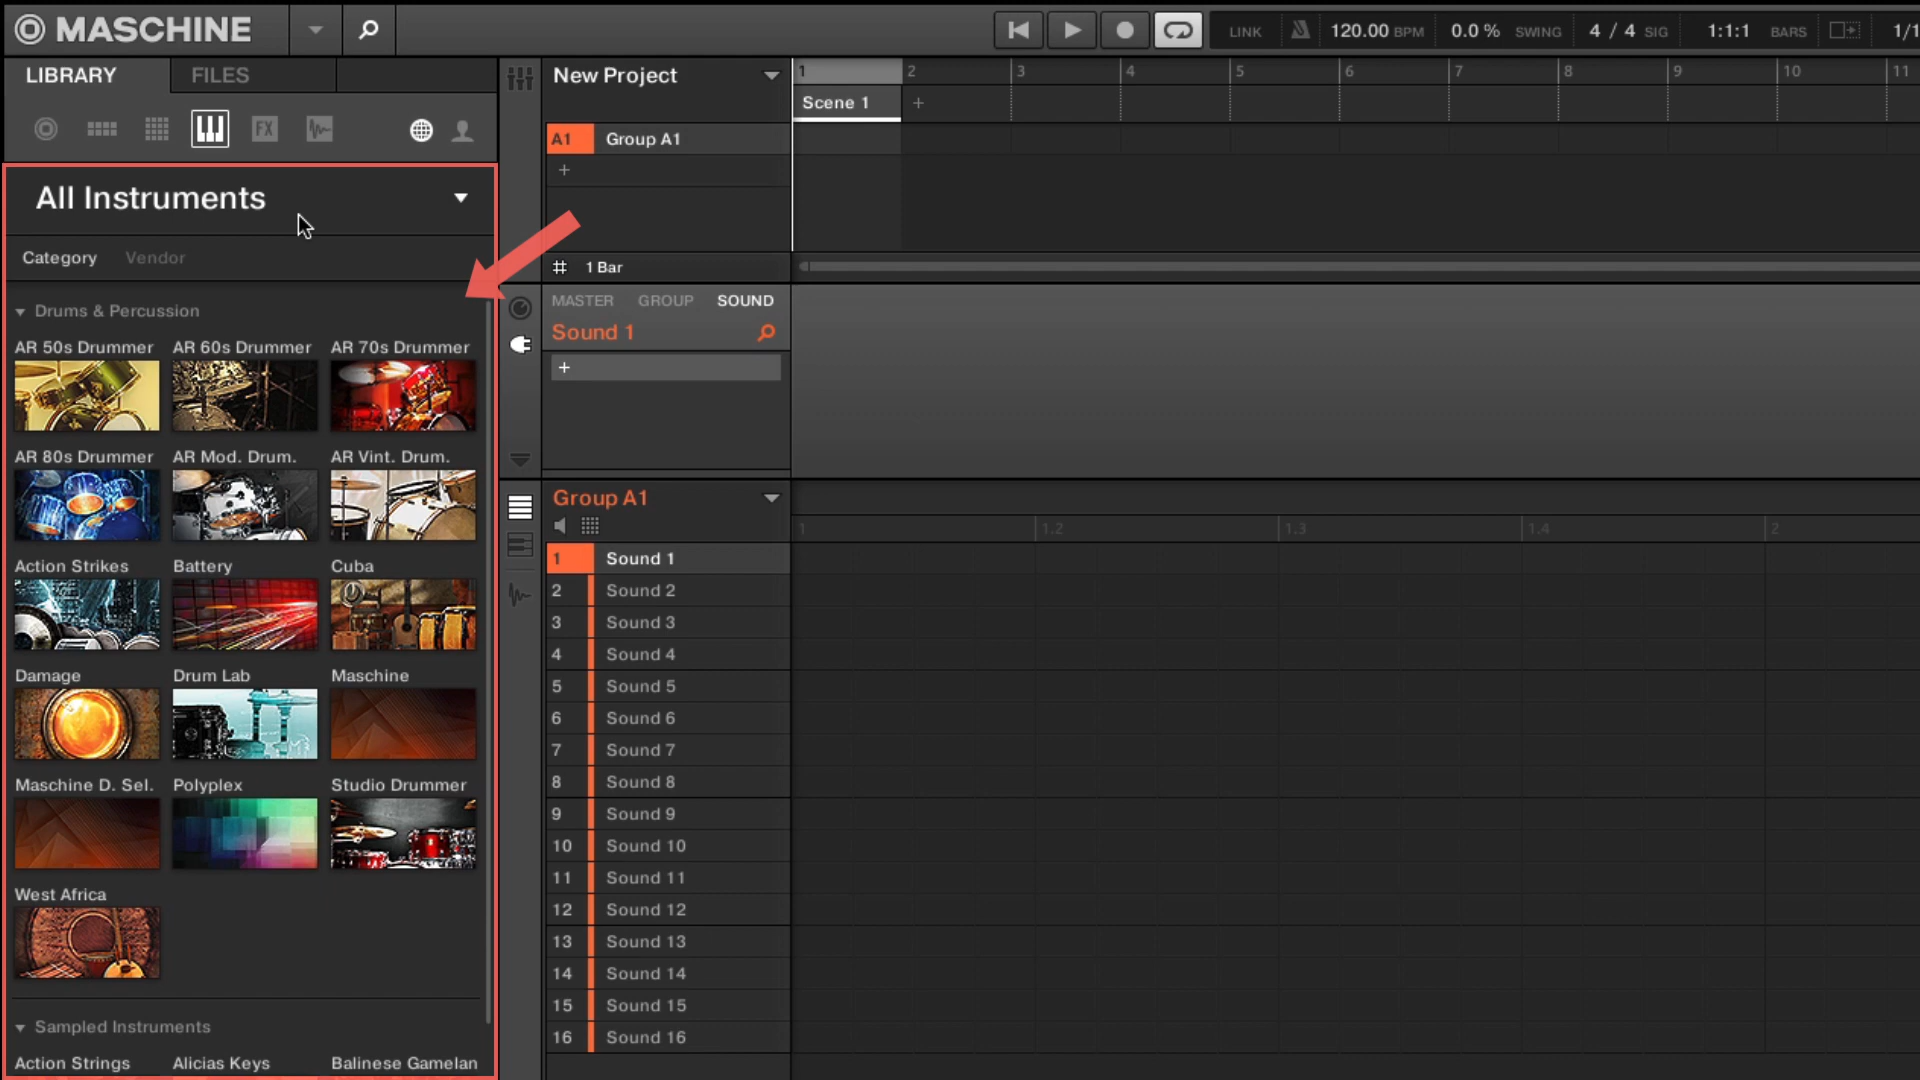 MASCHINE
LINK 120.00 BPM 0.0 % SWING 4 / 4 SIG 1:1:1 BARS 1/1
LIBRARY FILES
FX
All Instruments
Category Vendor
Drums & Percussion
AR 50s Drummer AR 60s Drummer AR 70s Drummer
AR 80s Drummer AR Mod. Drum. AR Vint. Drum.
Action Strikes Battery Cuba
Damage Drum Lab Maschine
Maschine D. Sel. Polyplex Studio Drummer
West Africa
Sampled Instruments
Action Strings Alicias Keys Balinese Gamelan
New Project
1 2 3 4 5 6 7 8 9 10 11
Scene 1 +
A1 Group A1
+
# 1 Bar
MASTER GROUP SOUND
Sound 1
+
Group A1
1 1.2 1.3 1.4 2
1 Sound 1
2 Sound 2
3 Sound 3
4 Sound 4
5 Sound 5
6 Sound 6
7 Sound 7
8 Sound 8
9 Sound 9
10 Sound 10
11 Sound 11
12 Sound 12
13 Sound 13
14 Sound 14
15 Sound 15
16 Sound 16